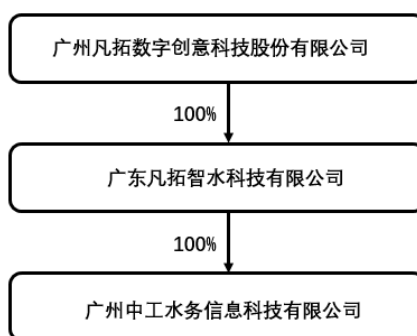 广州凡拓数字创意科技股份有限公司
100%
广东凡拓智水科技有限公司
100%
广州中工水务信息科技有限公司